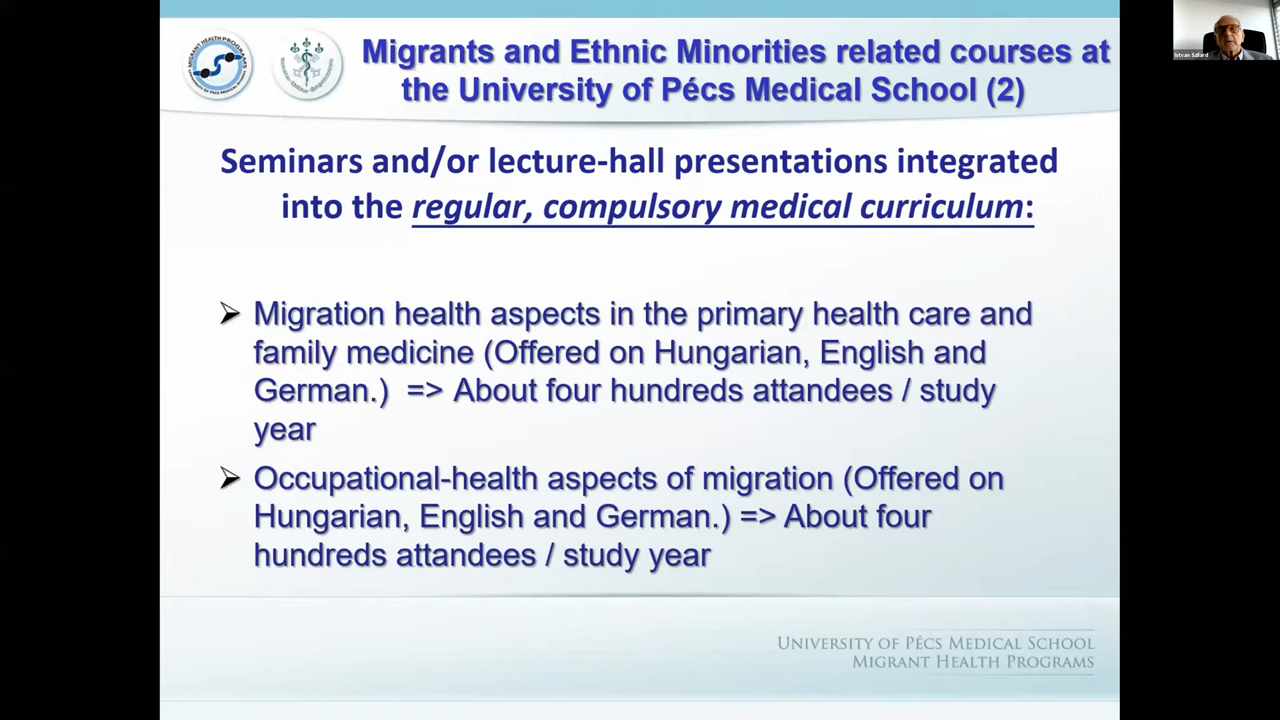 Migrants and Ethnic Minorities related courses at
the University of Pécs Medical School (2)
Seminars and/or lecture-hall presentations integrated
into the regular, compulsory medical curriculum:
➢ Migration health aspects in the primary health care and
family medicine (Offered on Hungarian, English and
German.) => About four hundreds attandees / study
year
➢ Occupational-health aspects of migration (Offered on
Hungarian, English and German.) => About four
hundreds attandees / study year
UNIVERSITY OF PÉCS MEDICAL SCHOOL
MIGRANT HEALTH PROGRAMS
Istvan Szilard